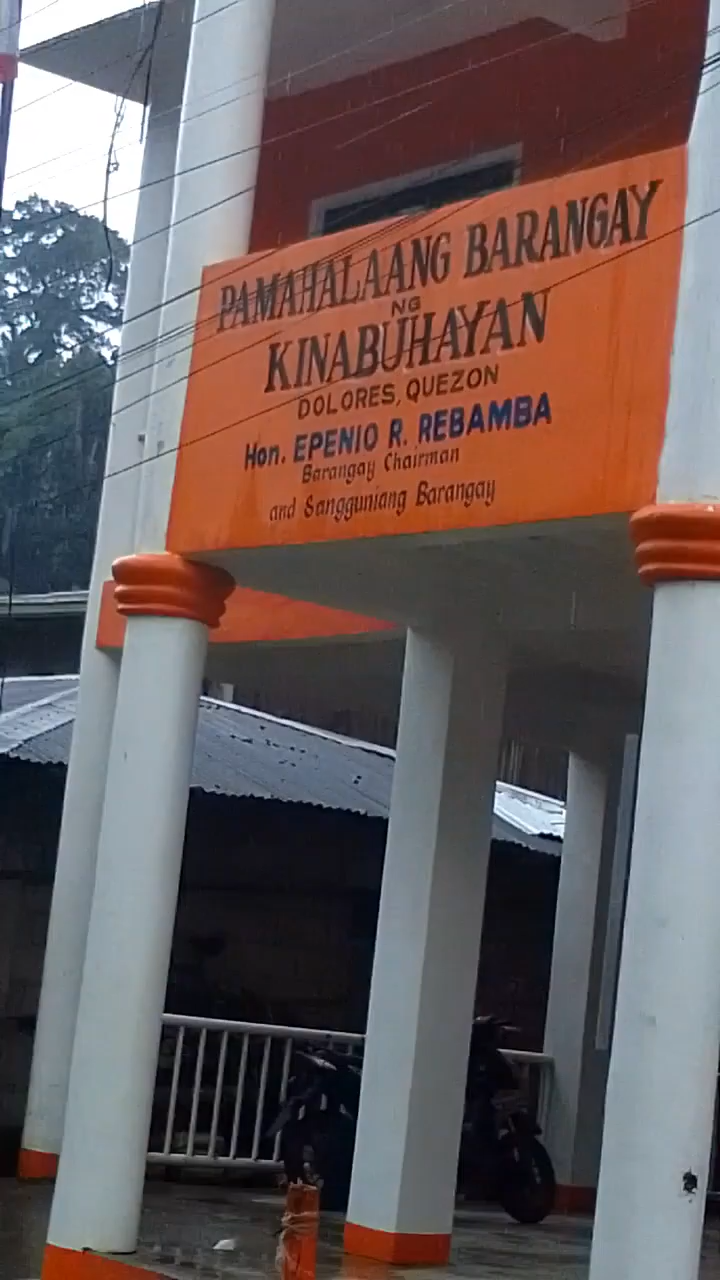 PAMAHALAANG BARANGAY
NG
KINABUHAYAN
DOLORES, QUEZON
Hon. EPENIO R. REBAMBA
Barangay Chairman
and Sangguniang Barangay